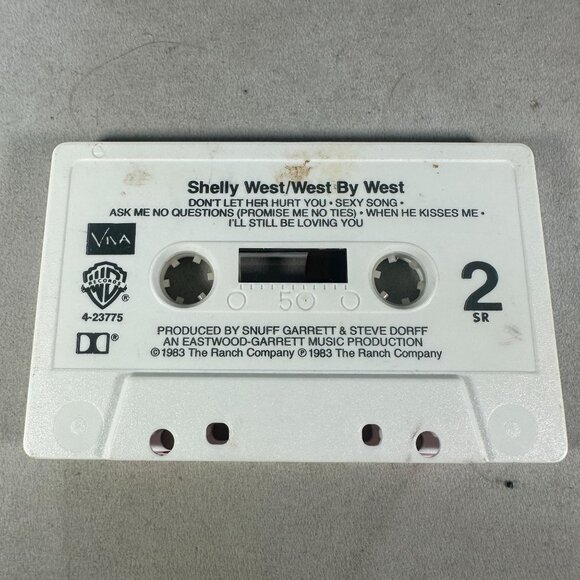 Shelly West/West By West
DON'T LET HER HURT YOU • SEXY SONG •
ASK ME NO QUESTIONS (PROMISE ME NO TIES) • WHEN HE KISSES ME •
I'LL STILL BE LOVING YOU
VIVA
WB
RECORDS
®
4-23775
®
50
2
SR
PRODUCED BY SNUFF GARRETT & STEVE DORFF
AN EASTWOOD-GARRETT MUSIC PRODUCTION
©1983 The Ranch Company ℗1983 The Ranch Company